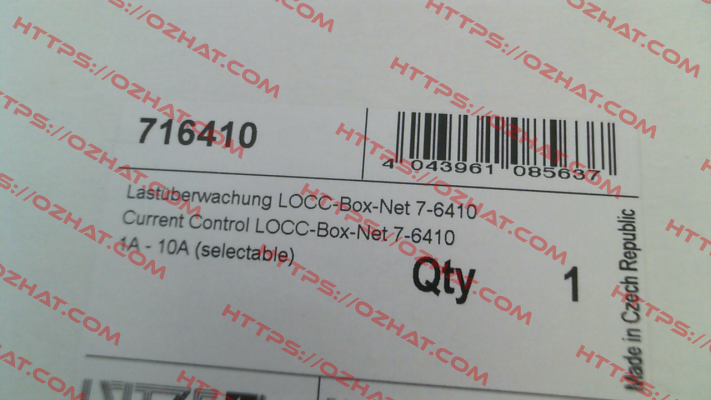 716410
4 043961 085637
Lastüberwachung LOCC-Box-Net 7-6410
Current Control LOCC-Box-Net 7-6410
1A - 10A (selectable)
Qty 1
Made in Czech Republic
HTTPS://OZHAT.COM